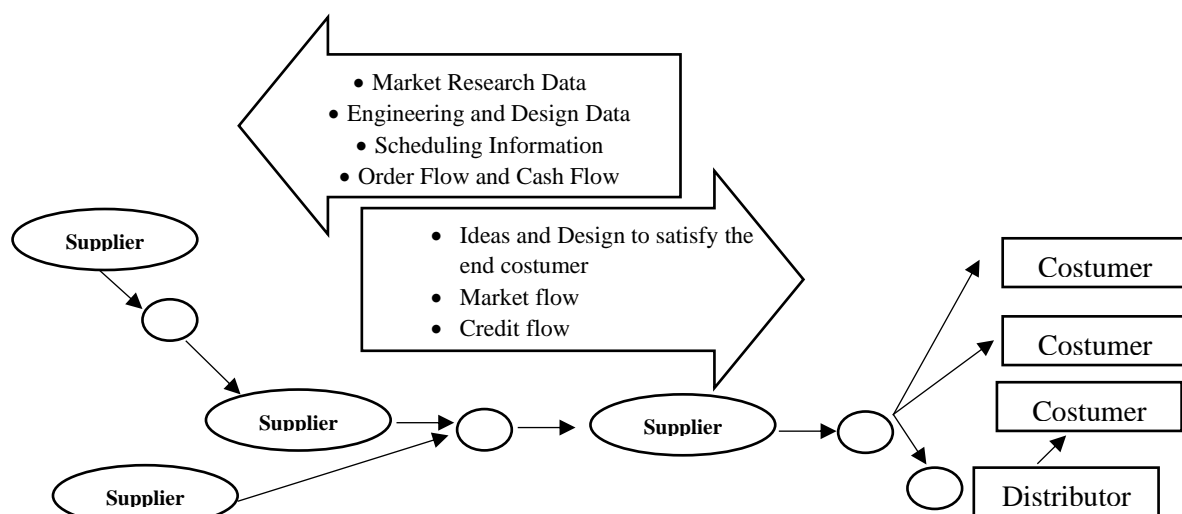 • Market Research Data
• Engineering and Design Data
• Scheduling Information
• Order Flow and Cash Flow
• Ideas and Design to satisfy the
end costumer
• Market flow
• Credit flow
Supplier
Supplier
Supplier
Supplier
Costumer
Costumer
Costumer
Distributor